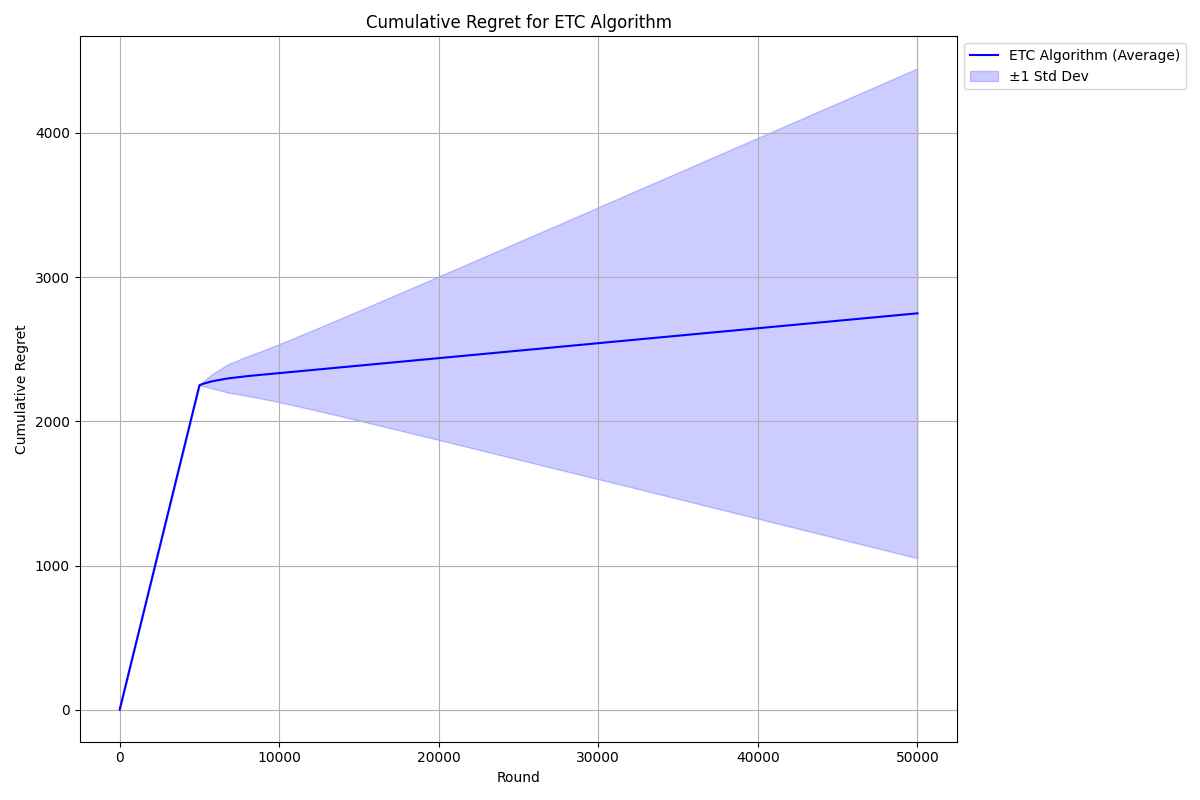 Cumulative Regret for ETC Algorithm
ETC Algorithm (Average)
±1 Std Dev
Cumulative Regret
4000
3000
2000
1000
0
0 10000 20000 30000 40000 50000
Round